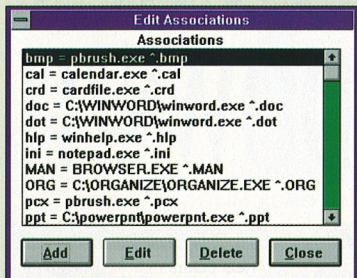 Edit Associations
Associations
bmp = pbrush.exe ^.bmp
cal = calendar.exe ^.cal
crd = cardfile.exe ^.crd
doc = C:\WINWORD\winword.exe ^.doc
dot = C:\WINWORD\winword.exe ^.dot
hlp = winhelp.exe ^.hlp
ini = notepad.exe ^.ini
MAN = BROWSER.EXE ^.MAN
ORG = C:\ORGANIZE\ORGANIZE.EXE ^.ORG
pcx = pbrush.exe ^.pcx
ppt = C:\powerpnt\powerpnt.exe ^.ppt
Add Edit Delete Close